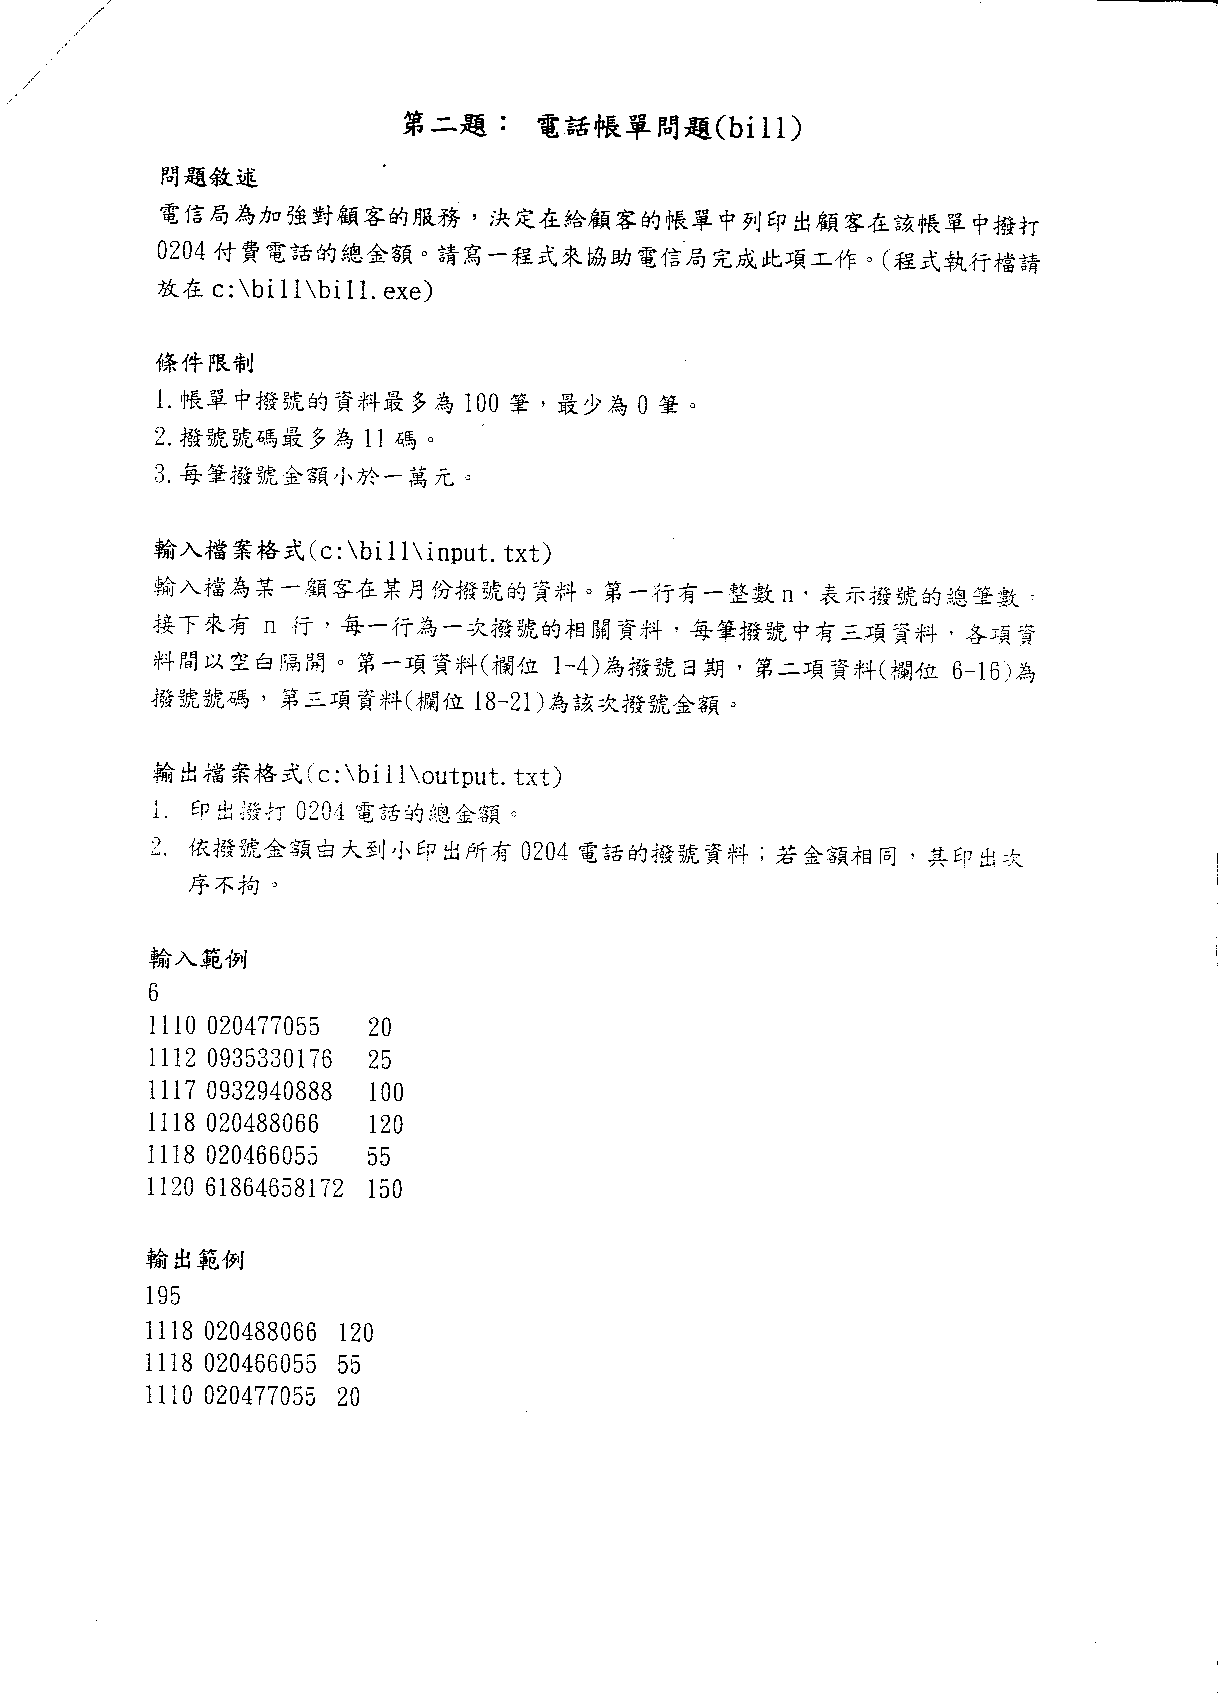 第二題： 電話帳單問題(bill)
問題敘述
電信局為加強對顧客的服務，決定在給顧客的帳單中列印出顧客在該帳單中撥打
0204 付費電話的總金額。請寫一程式來協助電信局完成此項工作。(程式執行檔請
放在 c:\bill\bill.exe)
條件限制
1.帳單中撥號的資料最多為 100 筆，最少為 0 筆。
2.撥號號碼最多為 11 碼。
3.每筆撥號金額小於一萬元。
輸入檔案格式(c:\bill\input.txt)
輸入檔為某一顧客在某月份撥號的資料。第一行有一整數 n，表示撥號的總筆數。
接下來有 n 行，每一行為一次撥號的相關資料，每筆撥號中有三項資料，各項資
料間以空白隔開。第一項資料(欄位 1-4)為撥號日期，第二項資料(欄位 6-16)為
撥號號碼，第三項資料(欄位 18-21)為該次撥號金額。
輸出檔案格式(c:\bill\output.txt)
1. 印出撥打 0204 電話的總金額。
2. 依撥號金額由大到小印出所有 0204 電話的撥號資料；若金額相同，其印出次
序不拘。
輸入範例
6
1110 020477055 20
1112 0935330176 25
1117 0932940888 100
1118 020488066 120
1118 020466055 55
1120 61864658172 150
輸出範例
195
1118 020488066 120
1118 020466055 55
1110 020477055 20